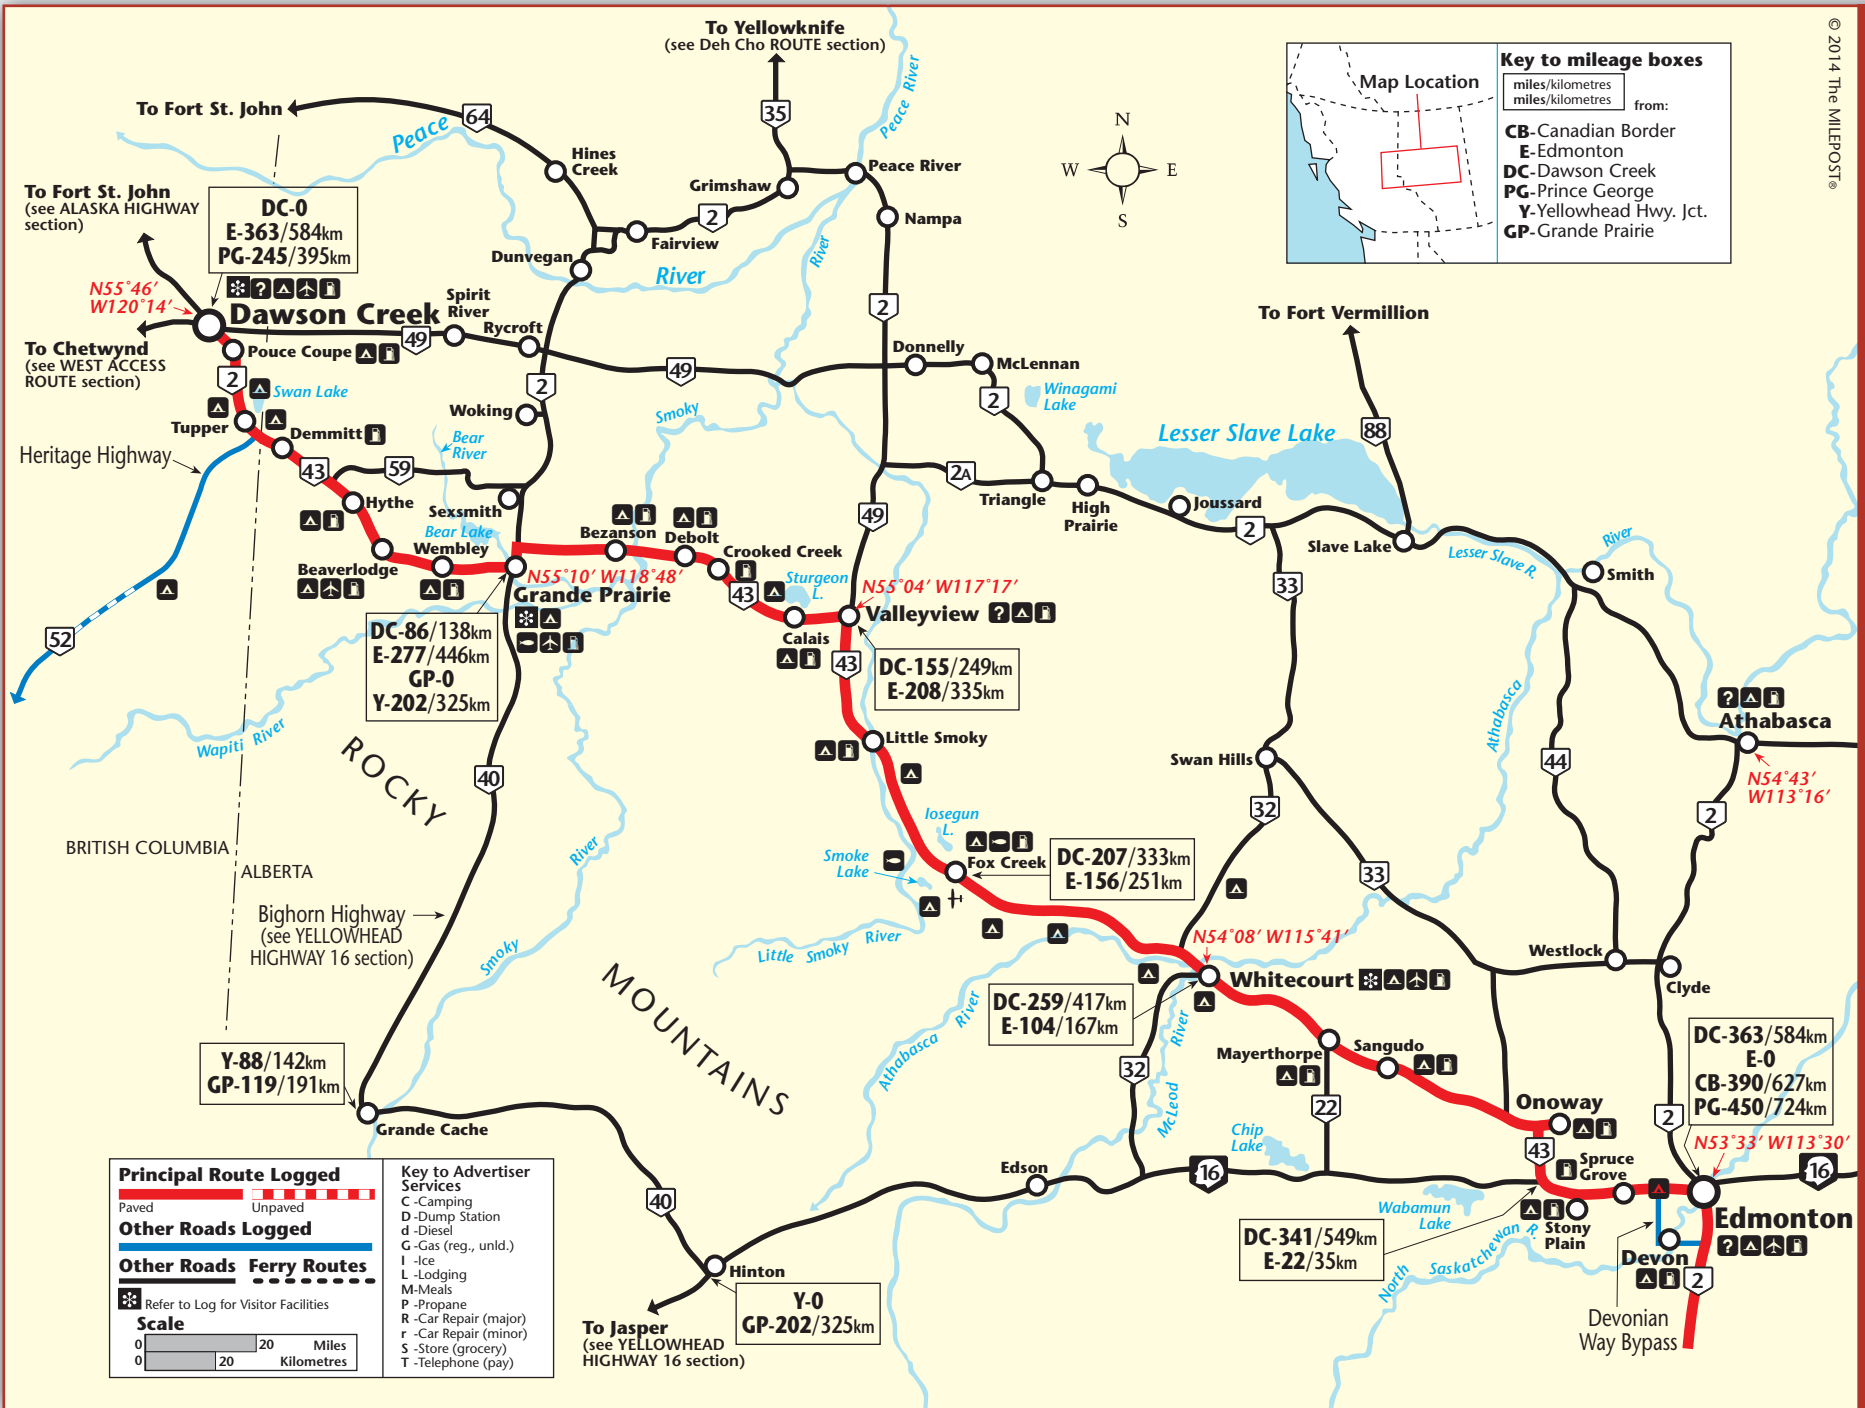 To Yellowknife
(see Deh Cho ROUTE section)
© 2014 The MILEPOST®
Map Location
Key to mileage boxes
miles/kilometres
miles/kilometres
from:
CB-Canadian Border
E-Edmonton
DC-Dawson Creek
PG-Prince George
Y-Yellowhead Hwy. Jct.
GP-Grande Prairie
To Fort St. John
64
35
Peace
Peace River
N
W
E
S
Hines
Creek
Grimshaw
Peace River
2
Nampa
Fairview
Dunvegan
River
River
To Fort St. John
(see ALASKA HIGHWAY
section)
DC-0
E-363/584km
PG-245/395km
N55°46′
W120°14′
Dawson Creek
Spirit
River
Rycroft
49
49
2
To Chetwynd
(see WEST ACCESS
ROUTE section)
Pouce Coupe
2
Swan Lake
Tupper
Demmitt
Heritage Highway
43
59
Hythe
Woking
2
Bear
River
Sexsmith
Bear Lake
Smoky
Donnelly
McLennan
2
Winagami
Lake
To Fort Vermillion
88
Lesser Slave Lake
2A
Triangle
High
Prairie
Joussard
2
Slave Lake
Lesser Slave R.
River
Smith
49
Beaverlodge
Wembley
Bezanson
Debolt
Crooked Creek
43
Sturgeon
L.
N55°10′ W118°48′
Grande Prairie
N55°04′ W117°17′
Valleyview
Calais
52
DC-86/138km
E-277/446km
GP-0
Y-202/325km
43
DC-155/249km
E-208/335km
33
Little Smoky
Wapiti River
ROCKY
MOUNTAINS
40
Swan Hills
32
33
Athabasca
44
Athabasca
N54°43′
W113°16′
2
BRITISH COLUMBIA
ALBERTA
Iosegun
L.
Smoke
Lake
Fox Creek
DC-207/333km
E-156/251km
Bighorn Highway
(see YELLOWHEAD
HIGHWAY 16 section)
River
Smoky
Little Smoky River
N54°08′ W115°41′
Whitecourt
Westlock
Clyde
DC-259/417km
E-104/167km
Athabasca River
River
McLeod
32
Mayerthorpe
Sangudo
22
Onoway
43
DC-363/584km
E-0
CB-390/627km
PG-450/724km
2
N53°33′ W113°30′
Y-88/142km
GP-119/191km
Grande Cache
40
Chip
Lake
Edson
16
Spruce
Grove
16
Wabamun
Lake
Stony
Plain
Edmonton
Devon
2
DC-341/549km
E-22/35km
North Saskatchewan R.
Devonian
Way Bypass
Hinton
Y-0
GP-202/325km
To Jasper
(see YELLOWHEAD
HIGHWAY 16 section)
Principal Route Logged
Paved
Unpaved
Other Roads Logged
Other Roads Ferry Routes
Refer to Log for Visitor Facilities
Scale
0 20 Miles
0 20 Kilometres
Key to Advertiser
Services
C -Camping
D -Dump Station
d -Diesel
G -Gas (reg., unld.)
I -Ice
L -Lodging
M-Meals
P -Propane
R -Car Repair (major)
r -Car Repair (minor)
S -Store (grocery)
T -Telephone (pay)